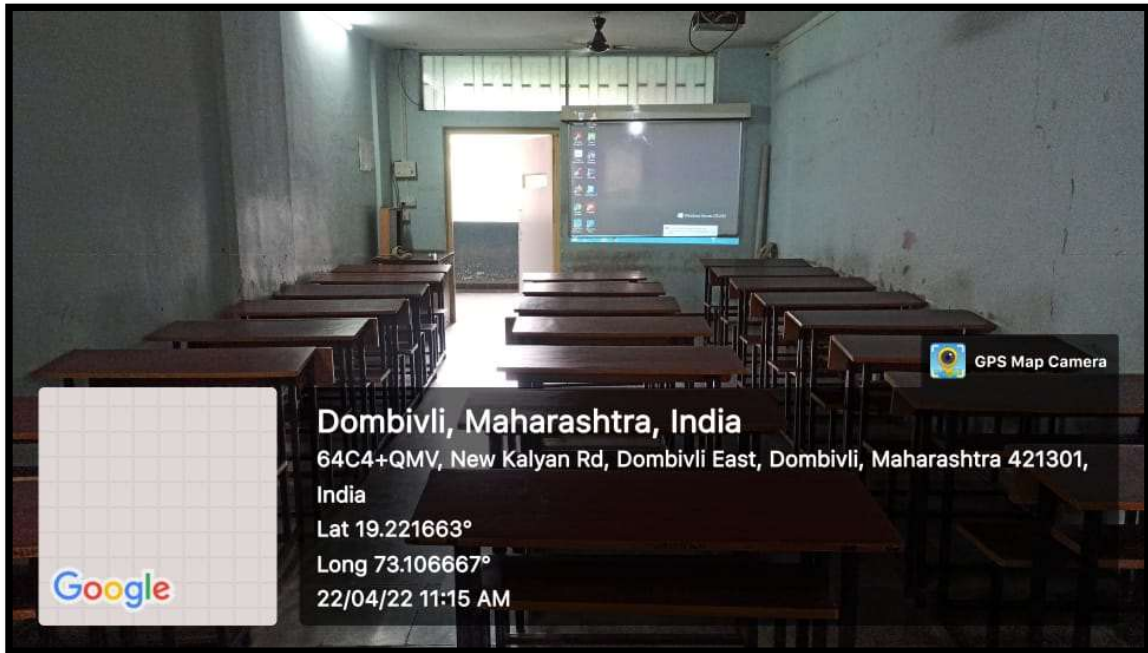 GPS Map Camera
Dombivli, Maharashtra, India
64C4+QMV, New Kalyan Rd, Dombivli East, Dombivli, Maharashtra 421301,
India
Lat 19.221663°
Long 73.106667°
22/04/22 11:15 AM
Google